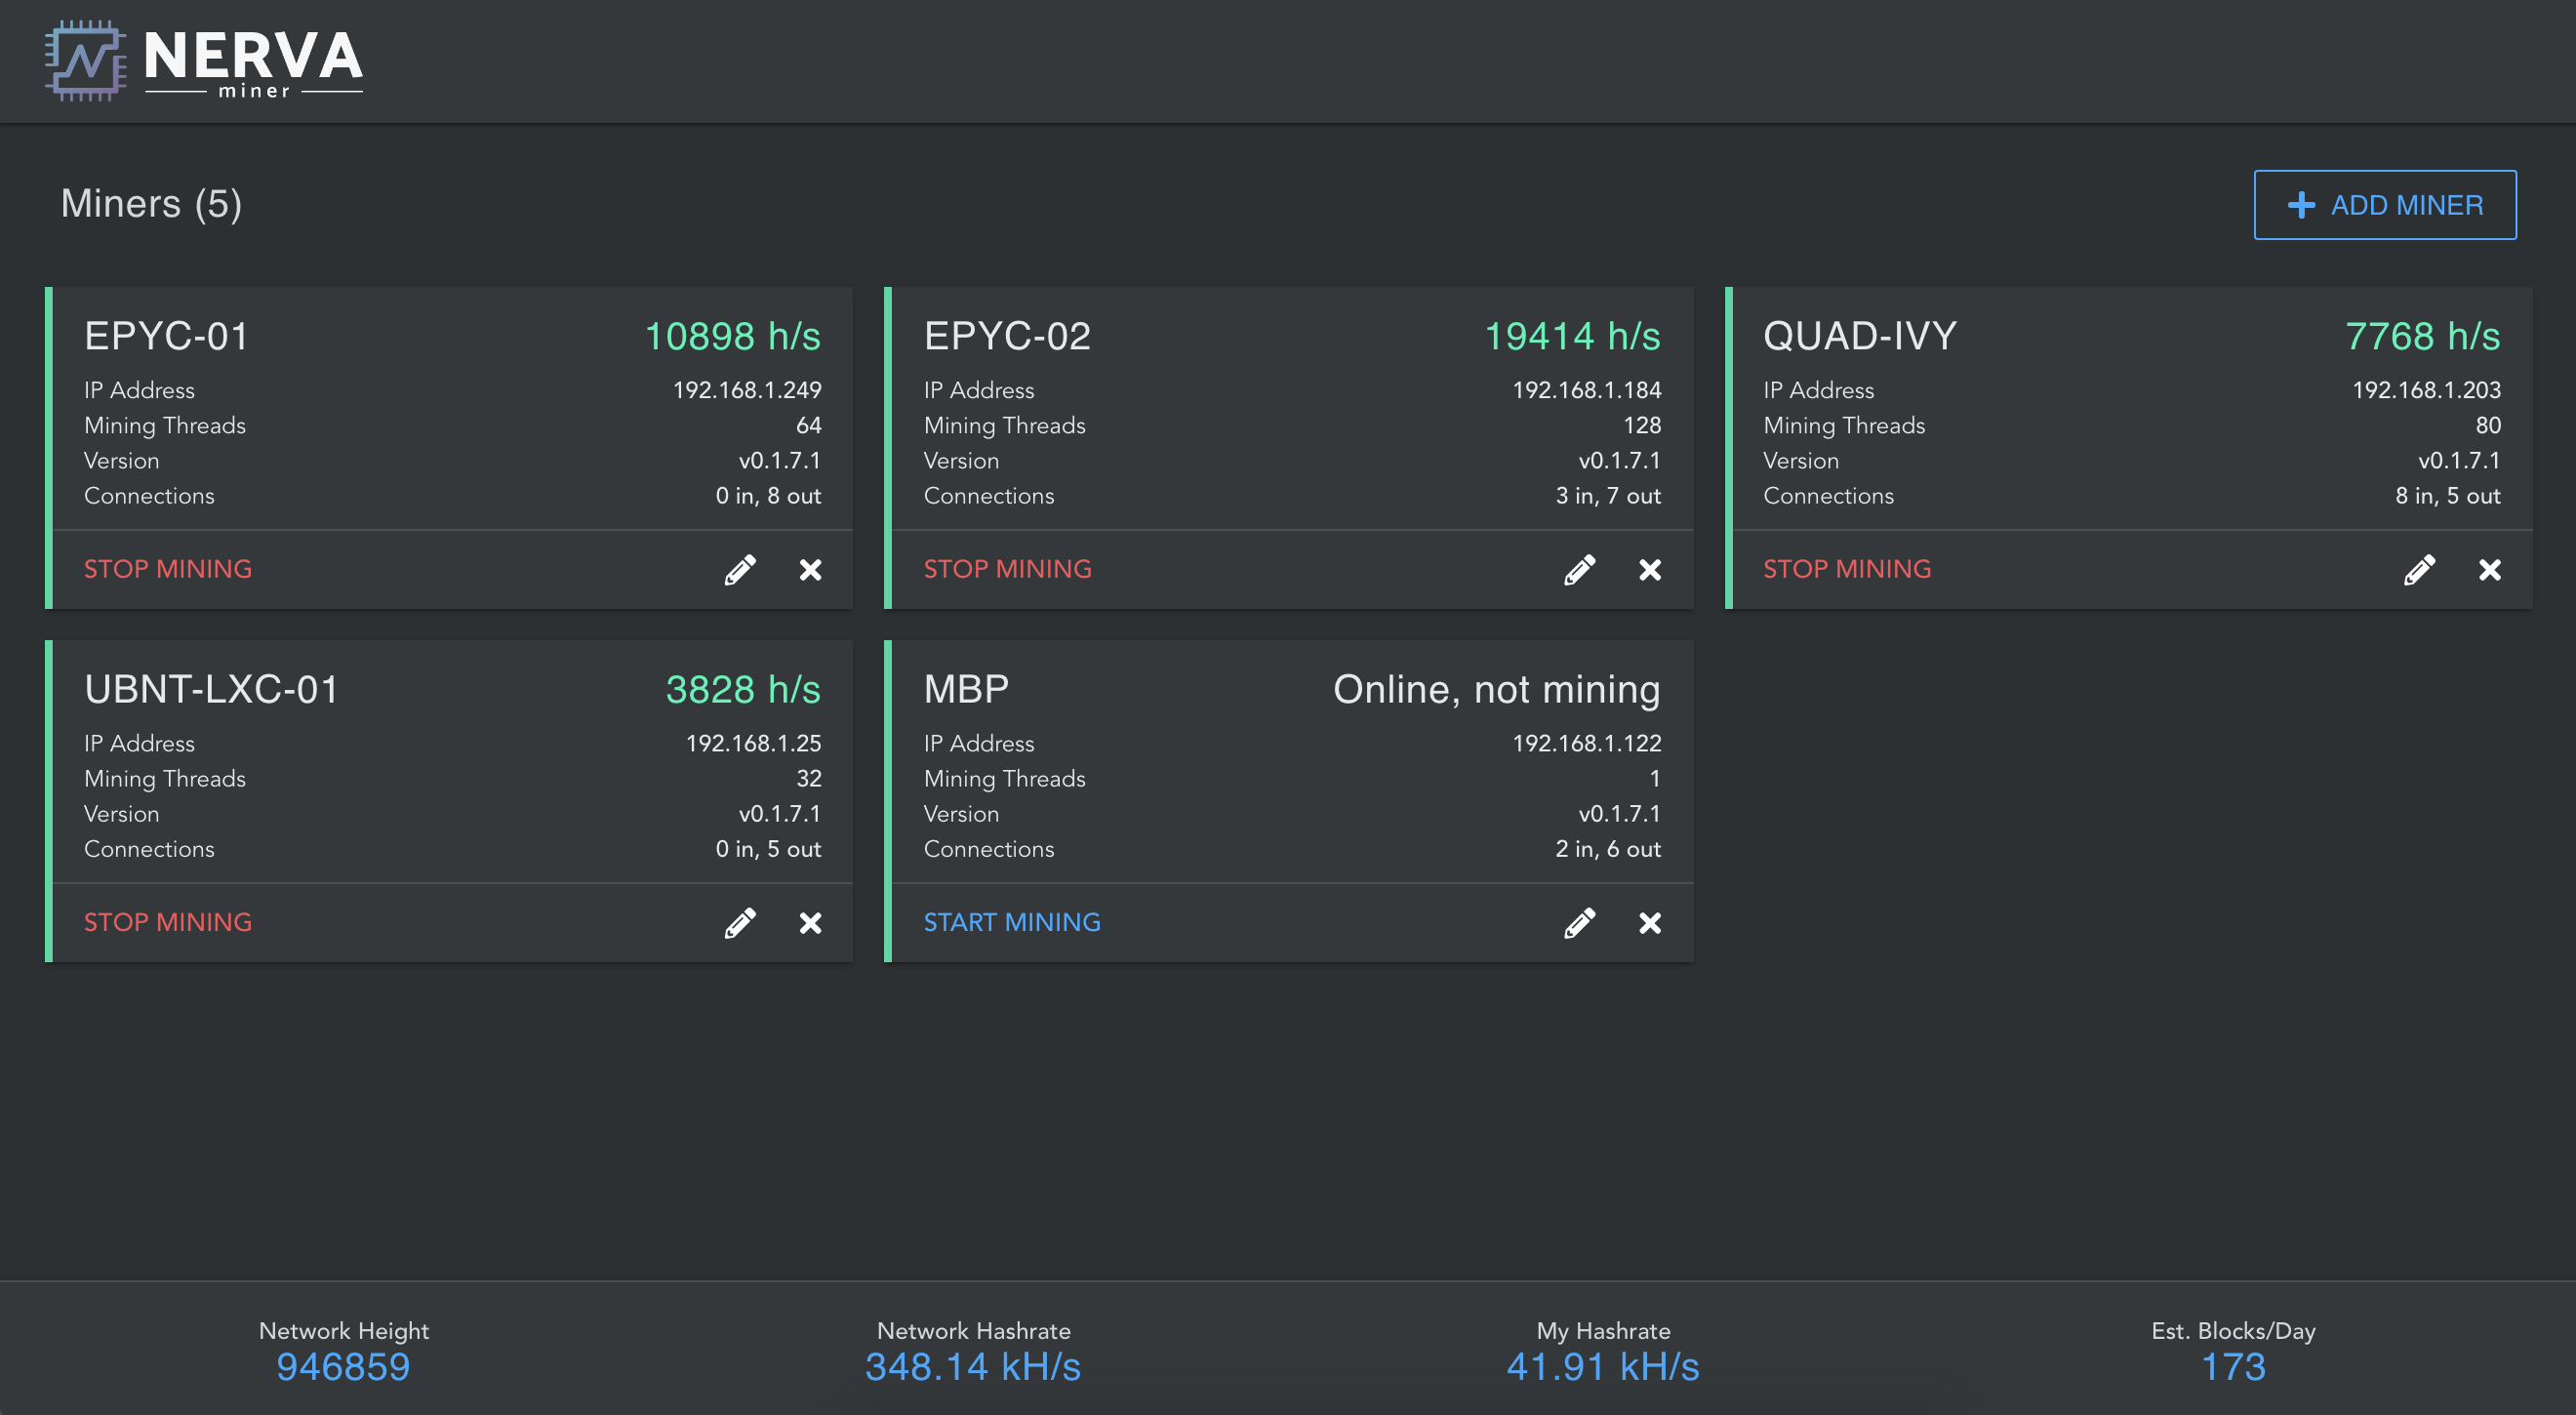 NERVA
miner
Miners (5)
ADD MINER
EPYC-01 10898 h/s
IP Address 192.168.1.249
Mining Threads 64
Version v0.1.7.1
Connections 0 in, 8 out
STOP MINING
EPYC-02 19414 h/s
IP Address 192.168.1.184
Mining Threads 128
Version v0.1.7.1
Connections 3 in, 7 out
STOP MINING
QUAD-IVY 7768 h/s
IP Address 192.168.1.203
Mining Threads 80
Version v0.1.7.1
Connections 8 in, 5 out
STOP MINING
UBNT-LXC-01 3828 h/s
IP Address 192.168.1.25
Mining Threads 32
Version v0.1.7.1
Connections 0 in, 5 out
STOP MINING
MBP Online, not mining
IP Address 192.168.1.122
Mining Threads 1
Version v0.1.7.1
Connections 2 in, 6 out
START MINING
Network Height
946859
Network Hashrate
348.14 kH/s
My Hashrate
41.91 kH/s
Est. Blocks/Day
173